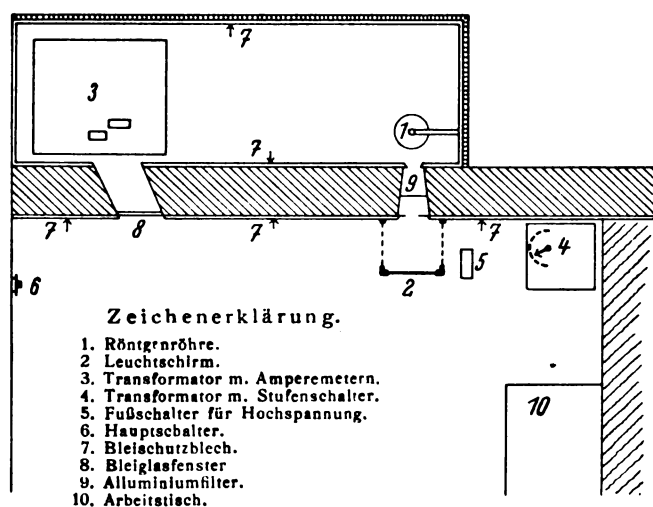 7
3
1
7
9
7
8
7
7
4
5
2
6
Zeichenerklärung.
1. Röntgenröhre.
2 Leuchtschirm.
3. Transformator m. Amperemetern.
4. Transformator m. Stufenschalter.
5. Fußschalter für Hochspannung.
6. Hauptschalter.
7. Bleischutzblech.
8. Bleiglasfenster
9. Alluminiumfilter.
10. Arbeitstisch.
10